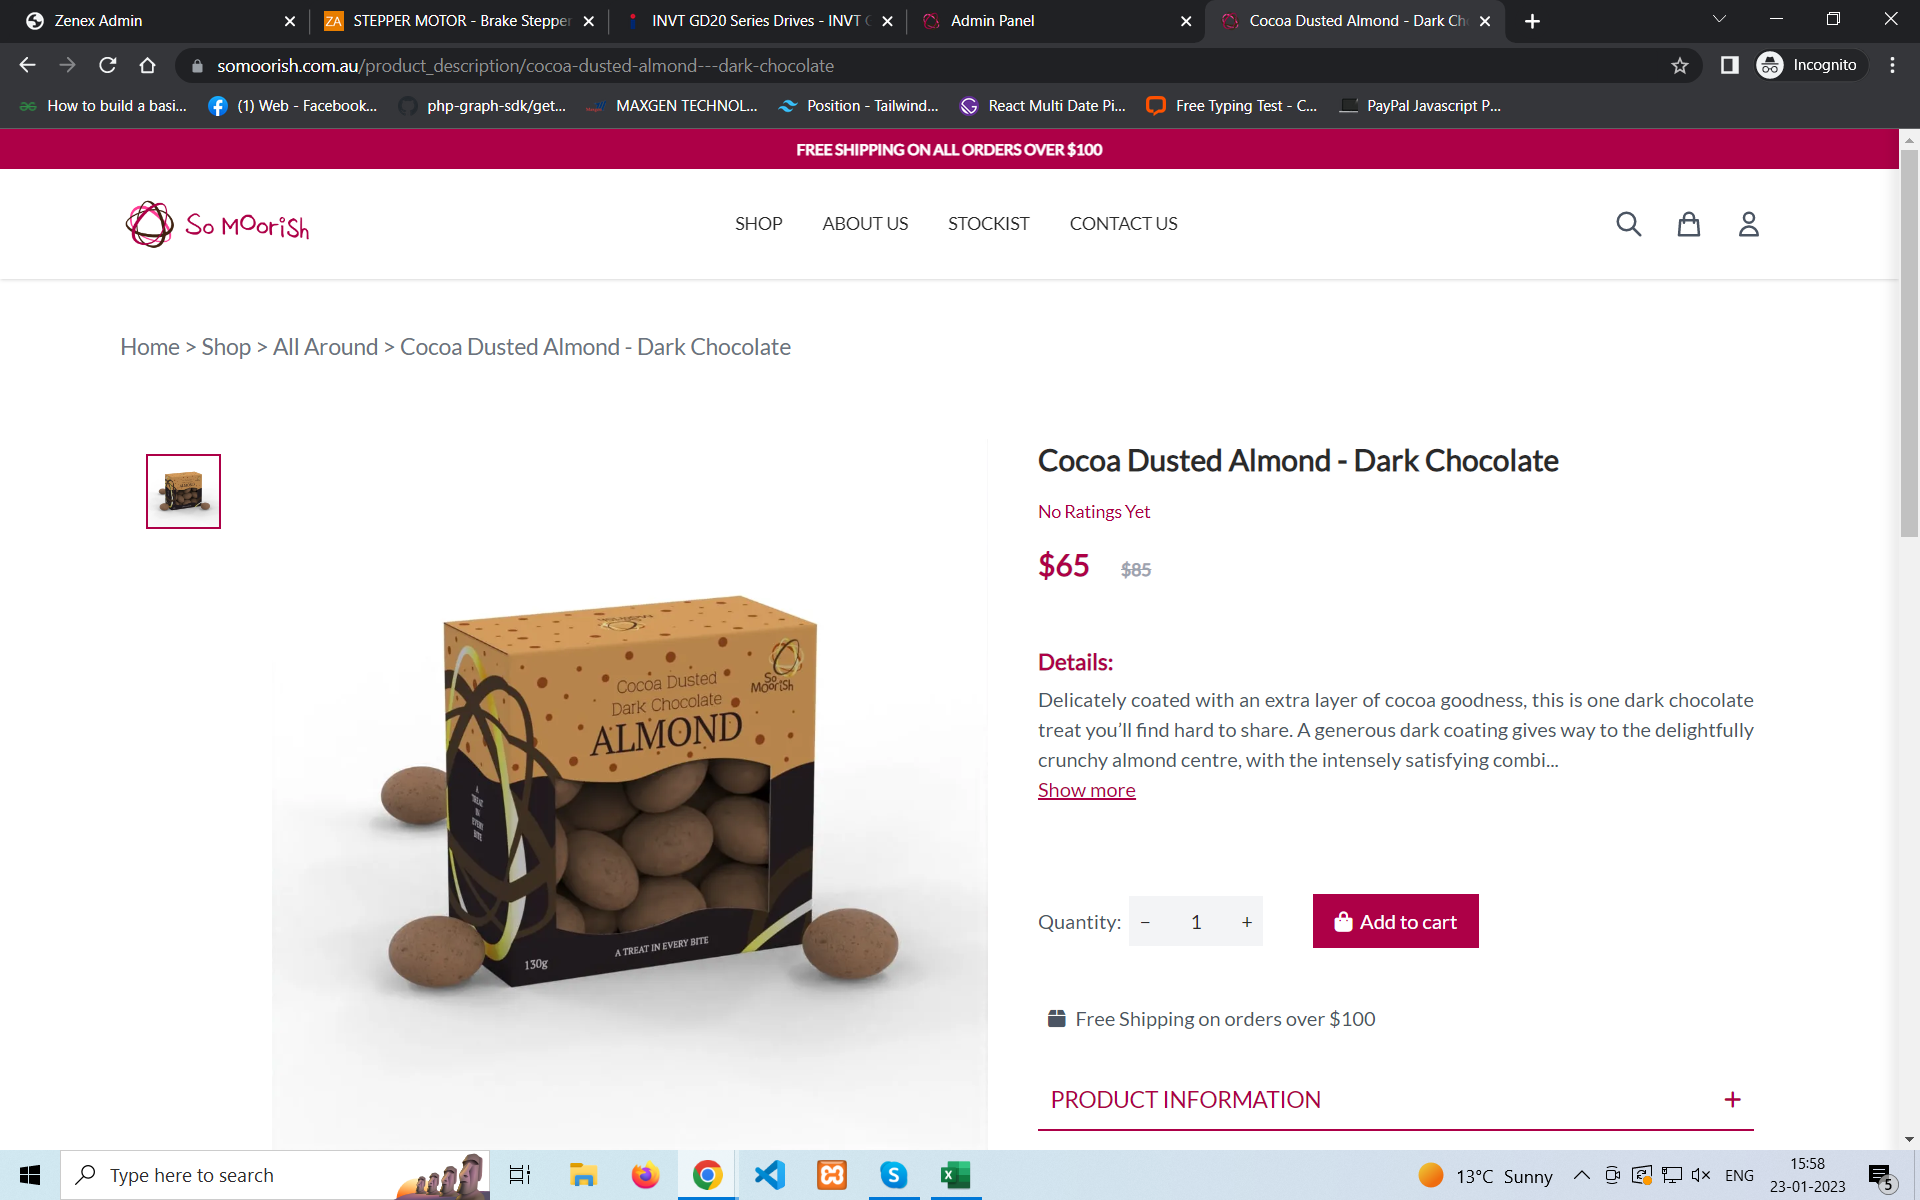 Zenex Admin
STEPPER MOTOR - Brake Stepper
INVT GD20 Series Drives - INVT
Admin Panel
Cocoa Dusted Almond - Dark Ch
somoorish.com.au/product_description/cocoa-dusted-almond---dark-chocolate
Incognito
How to build a basi...
(1) Web - Facebook...
php-graph-sdk/get...
MAXGEN TECHNOL...
Position - Tailwind...
React Multi Date Pi...
Free Typing Test - C...
PayPal Javascript P...
FREE SHIPPING ON ALL ORDERS OVER $100
So MOoriSh
SHOP
ABOUT US
STOCKIST
CONTACT US
Home > Shop > All Around > Cocoa Dusted Almond - Dark Chocolate
Cocoa Dusted Almond - Dark Chocolate
No Ratings Yet
$65 $85
Details:
Delicately coated with an extra layer of cocoa goodness, this is one dark chocolate
treat you’ll find hard to share. A generous dark coating gives way to the delightfully
crunchy almond centre, with the intensely satisfying combi...
Show more
So
MOoriSh
Cocoa Dusted
Dark Chocolate
ALMOND
A
TREAT
IN
EVERY
BITE
130g
A TREAT IN EVERY BITE
Quantity: - 1 +
Add to cart
Free Shipping on orders over $100
PRODUCT INFORMATION +
Type here to search
13°C Sunny
ENG
15:58
23-01-2023
5